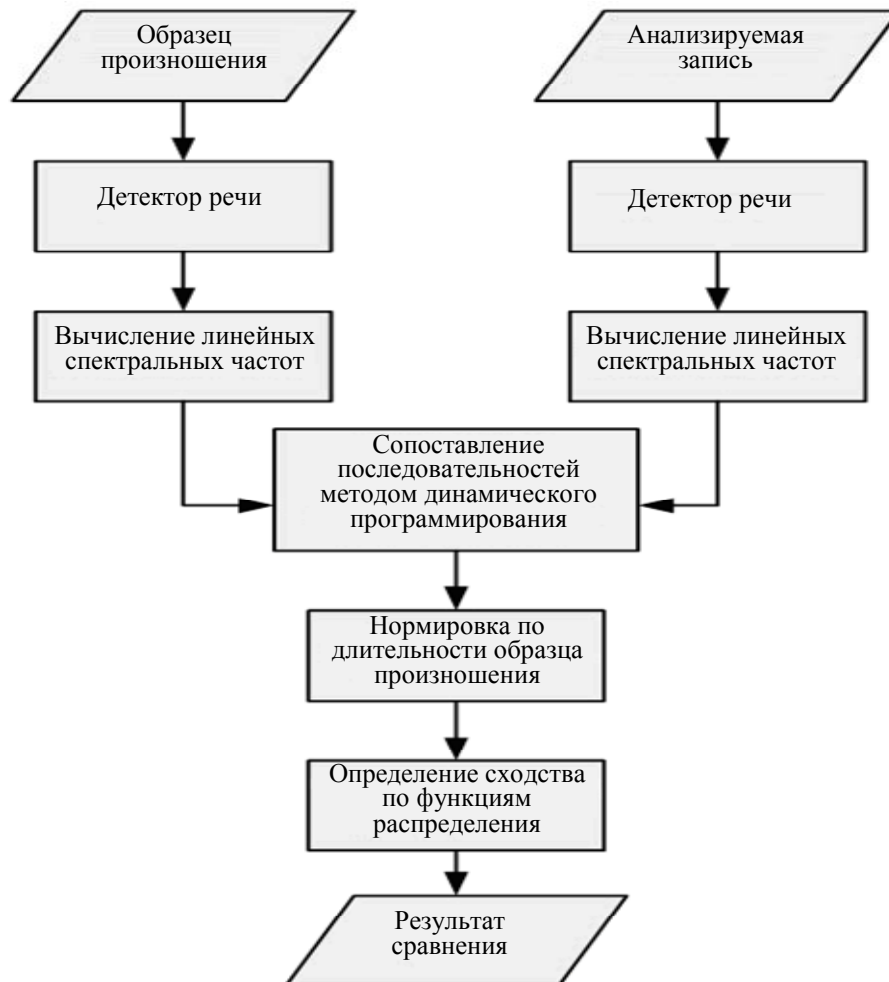 Образец
произношения
Анализируемая
запись
Детектор речи
Детектор речи
Вычисление линейных
спектральных частот
Вычисление линейных
спектральных частот
Сопоставление
последовательностей
методом динамического
программирования
Нормировка по
длительности образца
произношения
Определение сходства
по функциям
распределения
Результат
сравнения